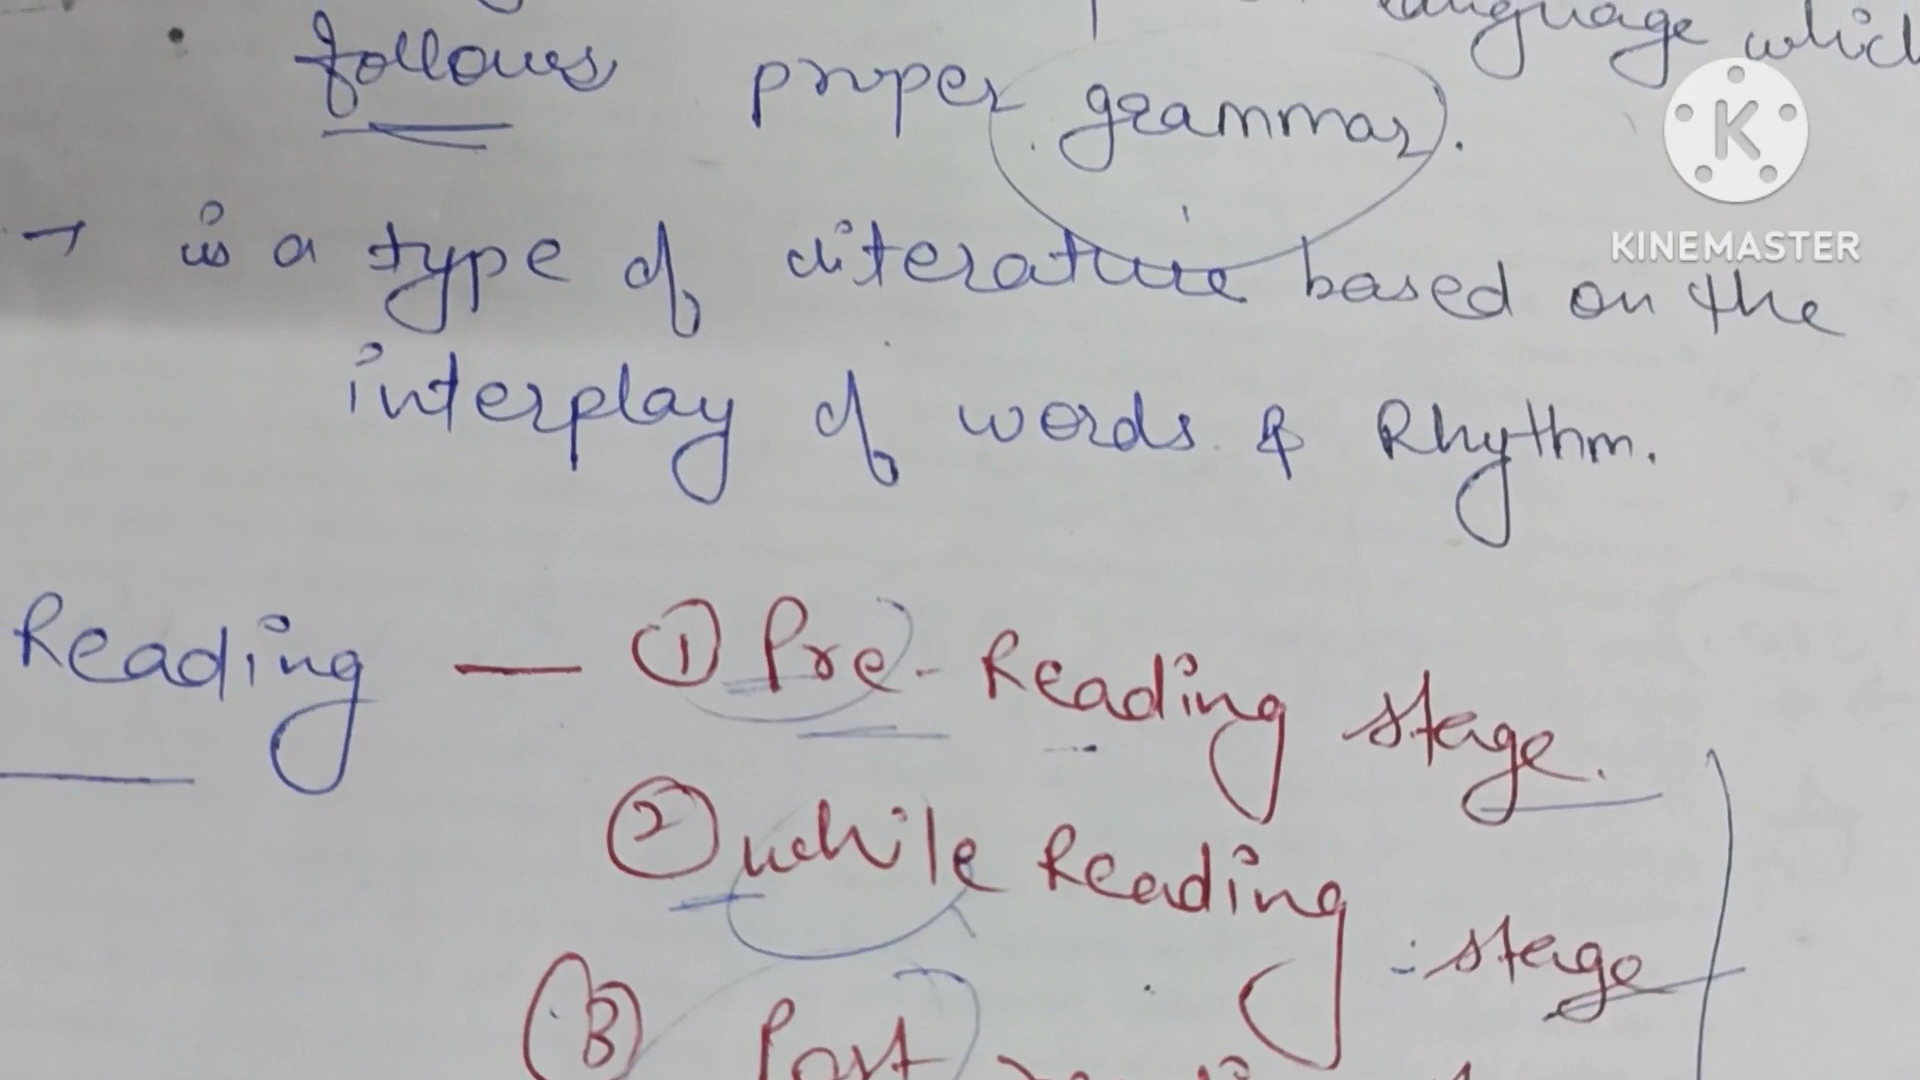 language which
follows proper grammar.
→ is a type of literature based on the
interplay of words & Rhythm.
Reading — ① Pre-Reading stage.
② while Reading stage
③ Post
K
KINEMASTER